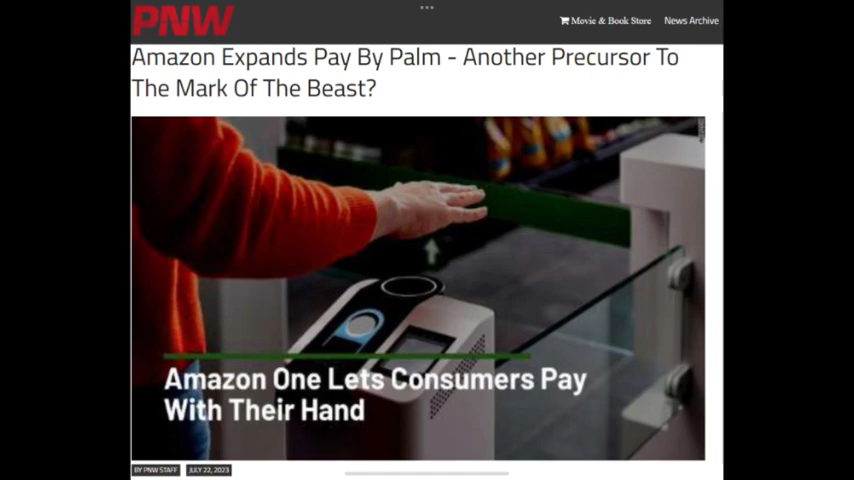 PNW
Movie & Book Store News Archive
Amazon Expands Pay By Palm - Another Precursor To
The Mark Of The Beast?
Amazon One Lets Consumers Pay
With Their Hand
BY PNW STAFF JULY 22, 2023